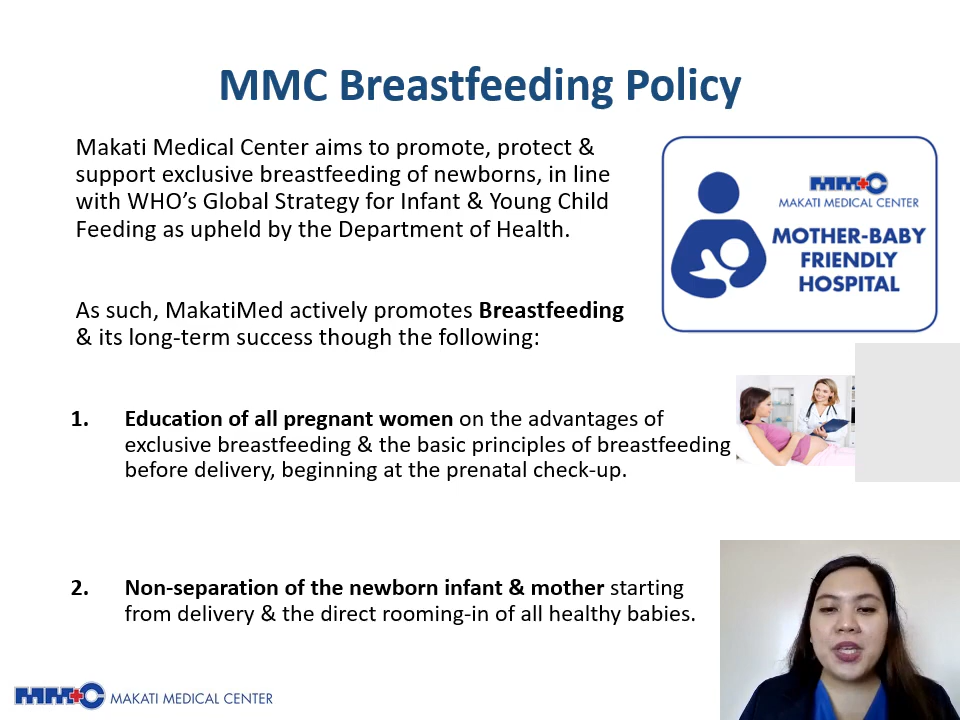 MMC Breastfeeding Policy
Makati Medical Center aims to promote, protect &
support exclusive breastfeeding of newborns, in line
with WHO’s Global Strategy for Infant & Young Child
Feeding as upheld by the Department of Health.
MMC
MAKATI MEDICAL CENTER
MOTHER-BABY
FRIENDLY
HOSPITAL
As such, MakatiMed actively promotes Breastfeeding
& its long-term success though the following:
1. Education of all pregnant women on the advantages of
exclusive breastfeeding & the basic principles of breastfeeding
before delivery, beginning at the prenatal check-up.
2. Non-separation of the newborn infant & mother starting
from delivery & the direct rooming-in of all healthy babies.
MMC MAKATI MEDICAL CENTER